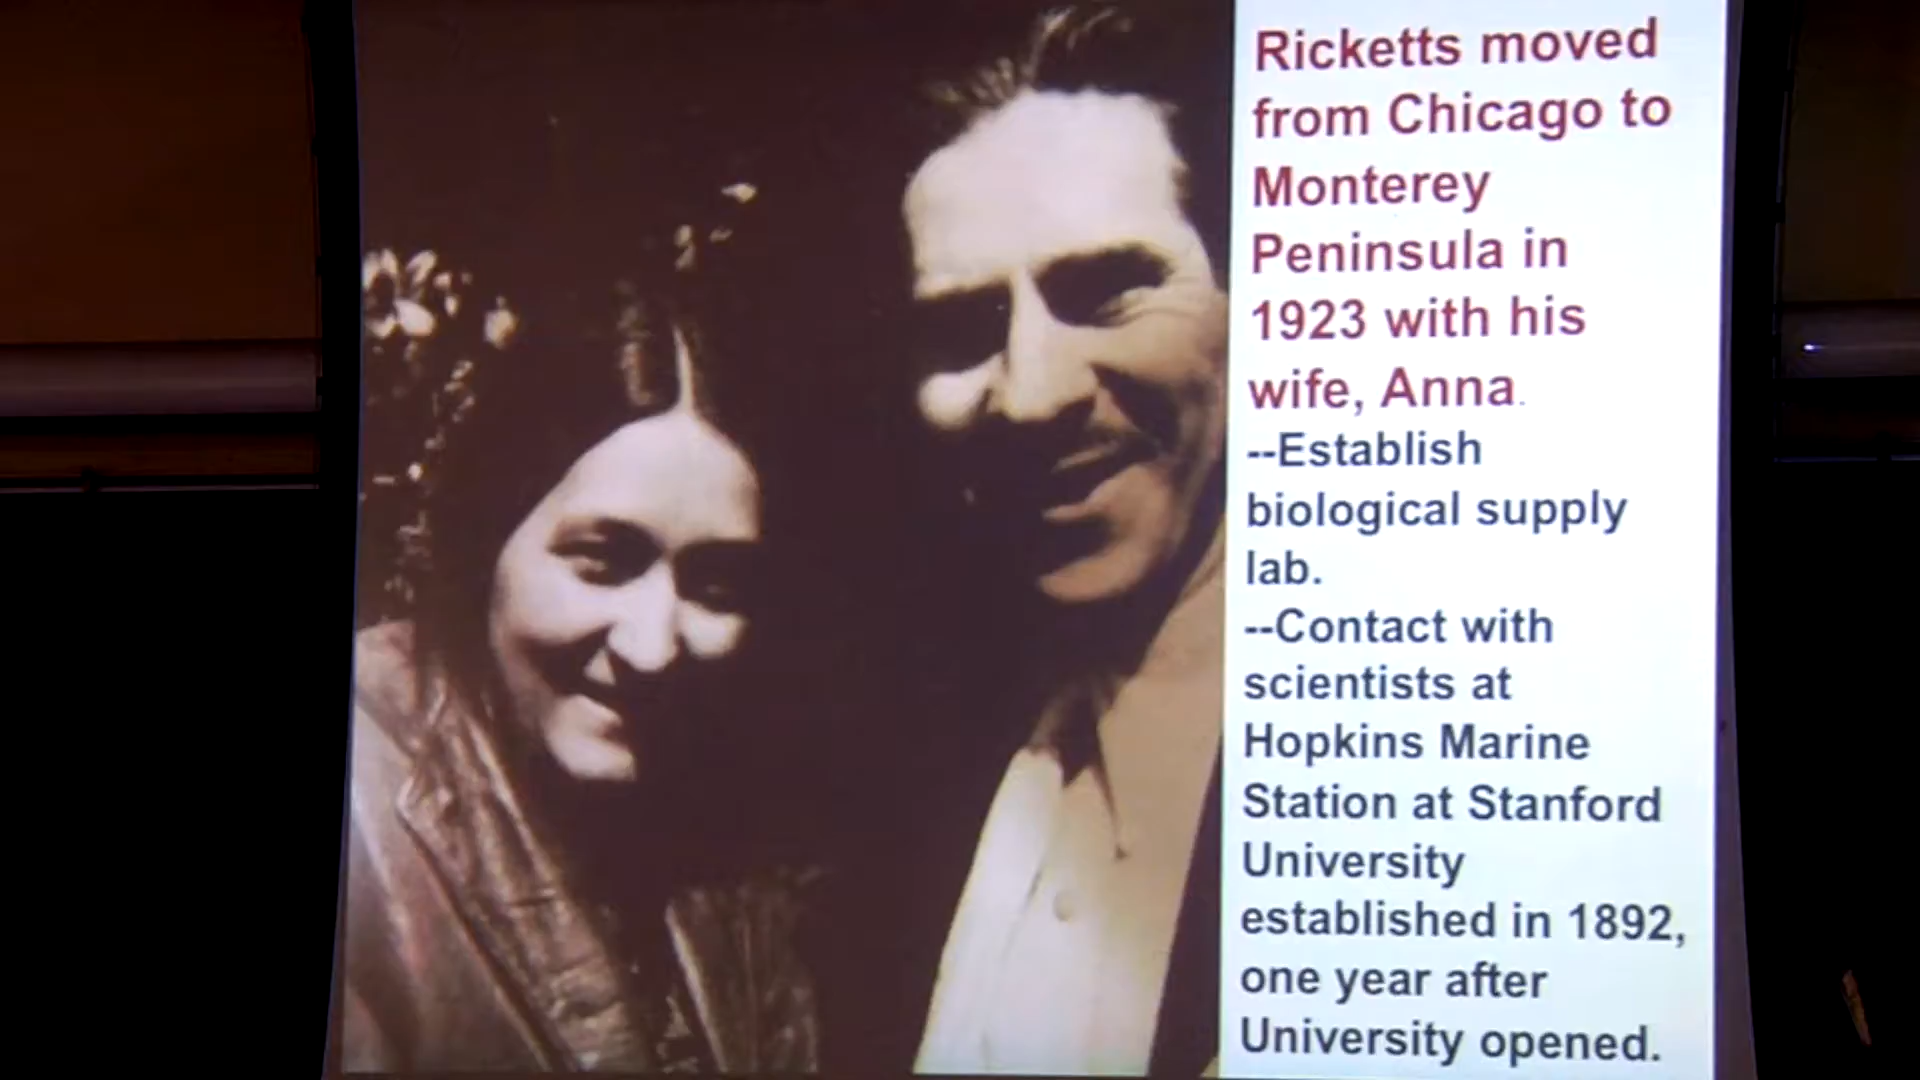 Ricketts moved
from Chicago to
Monterey
Peninsula in
1923 with his
wife, Anna.
--Establish
biological supply
lab.
--Contact with
scientists at
Hopkins Marine
Station at Stanford
University
established in 1892,
one year after
University opened.